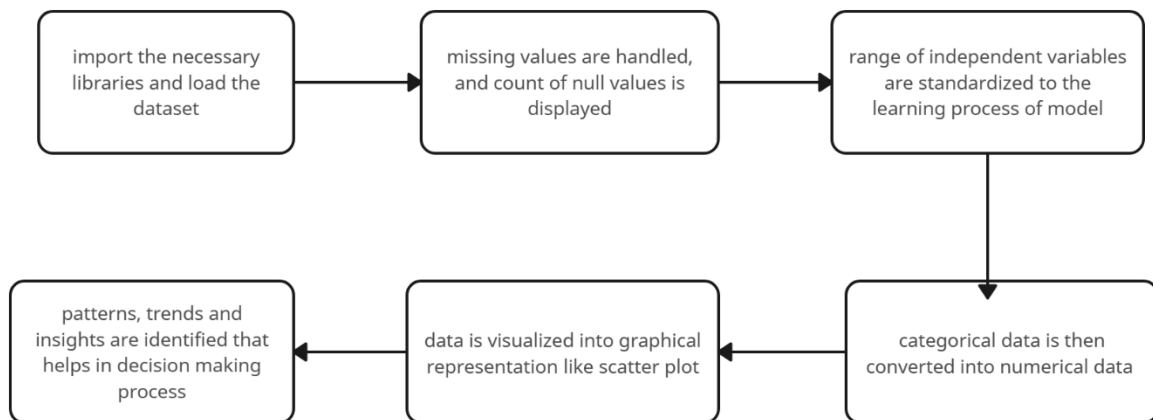 import the necessary
libraries and load the
dataset
missing values are handled,
and count of null values is
displayed
range of independent variables
are standardized to the
learning process of model
categorical data is then
converted into numerical data
data is visualized into graphical
representation like scatter plot
patterns, trends and
insights are identified that
helps in decision making
process